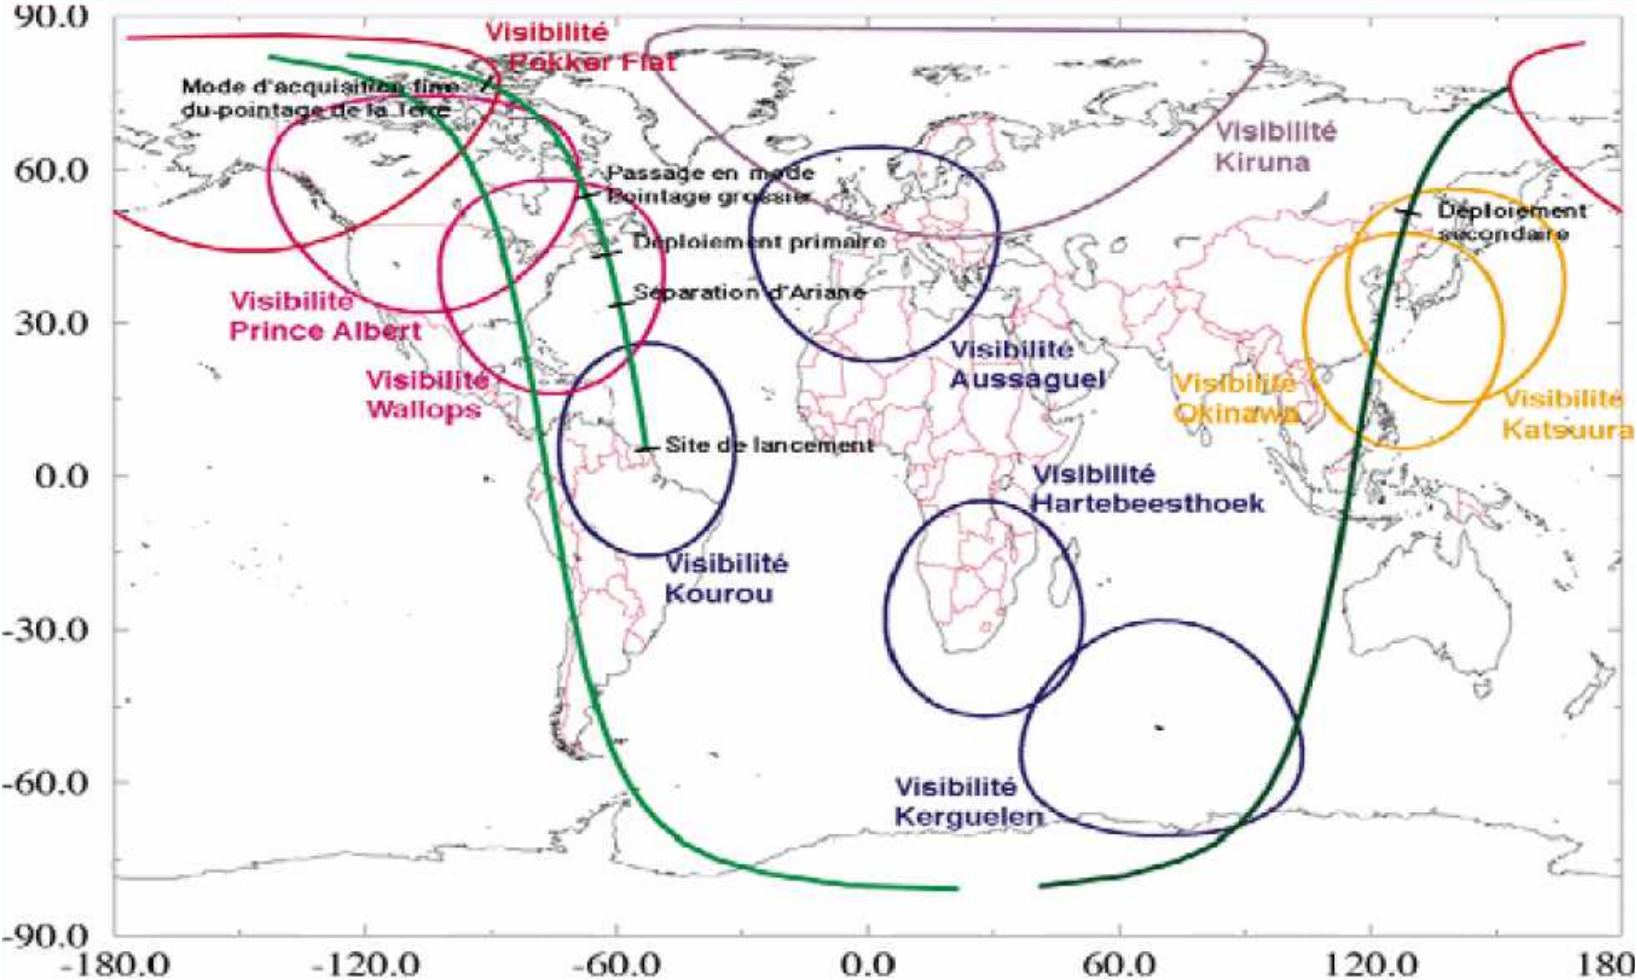 90.0
60.0
30.0
0.0
-30.0
-60.0
-90.0
-180.0
-120.0
-60.0
0.0
60.0
120.0
180
Visibilité
Pokker Flat
Mode d'acquisition fine
du pointage de la Terre
Passage en mode
Pointage grossier
Déploiement primaire
Séparation d'Ariane
Site de lancement
Visibilité
Prince Albert
Visibilité
Wallops
Visibilité
Kourou
Visibilité
Kiruna
Visibilité
Aussaguel
Visibilité
Hartebeesthoek
Visibilité
Kerguelen
Déploiement
secondaire
Visibilité
Okinawa
Visibilité
Katsuura